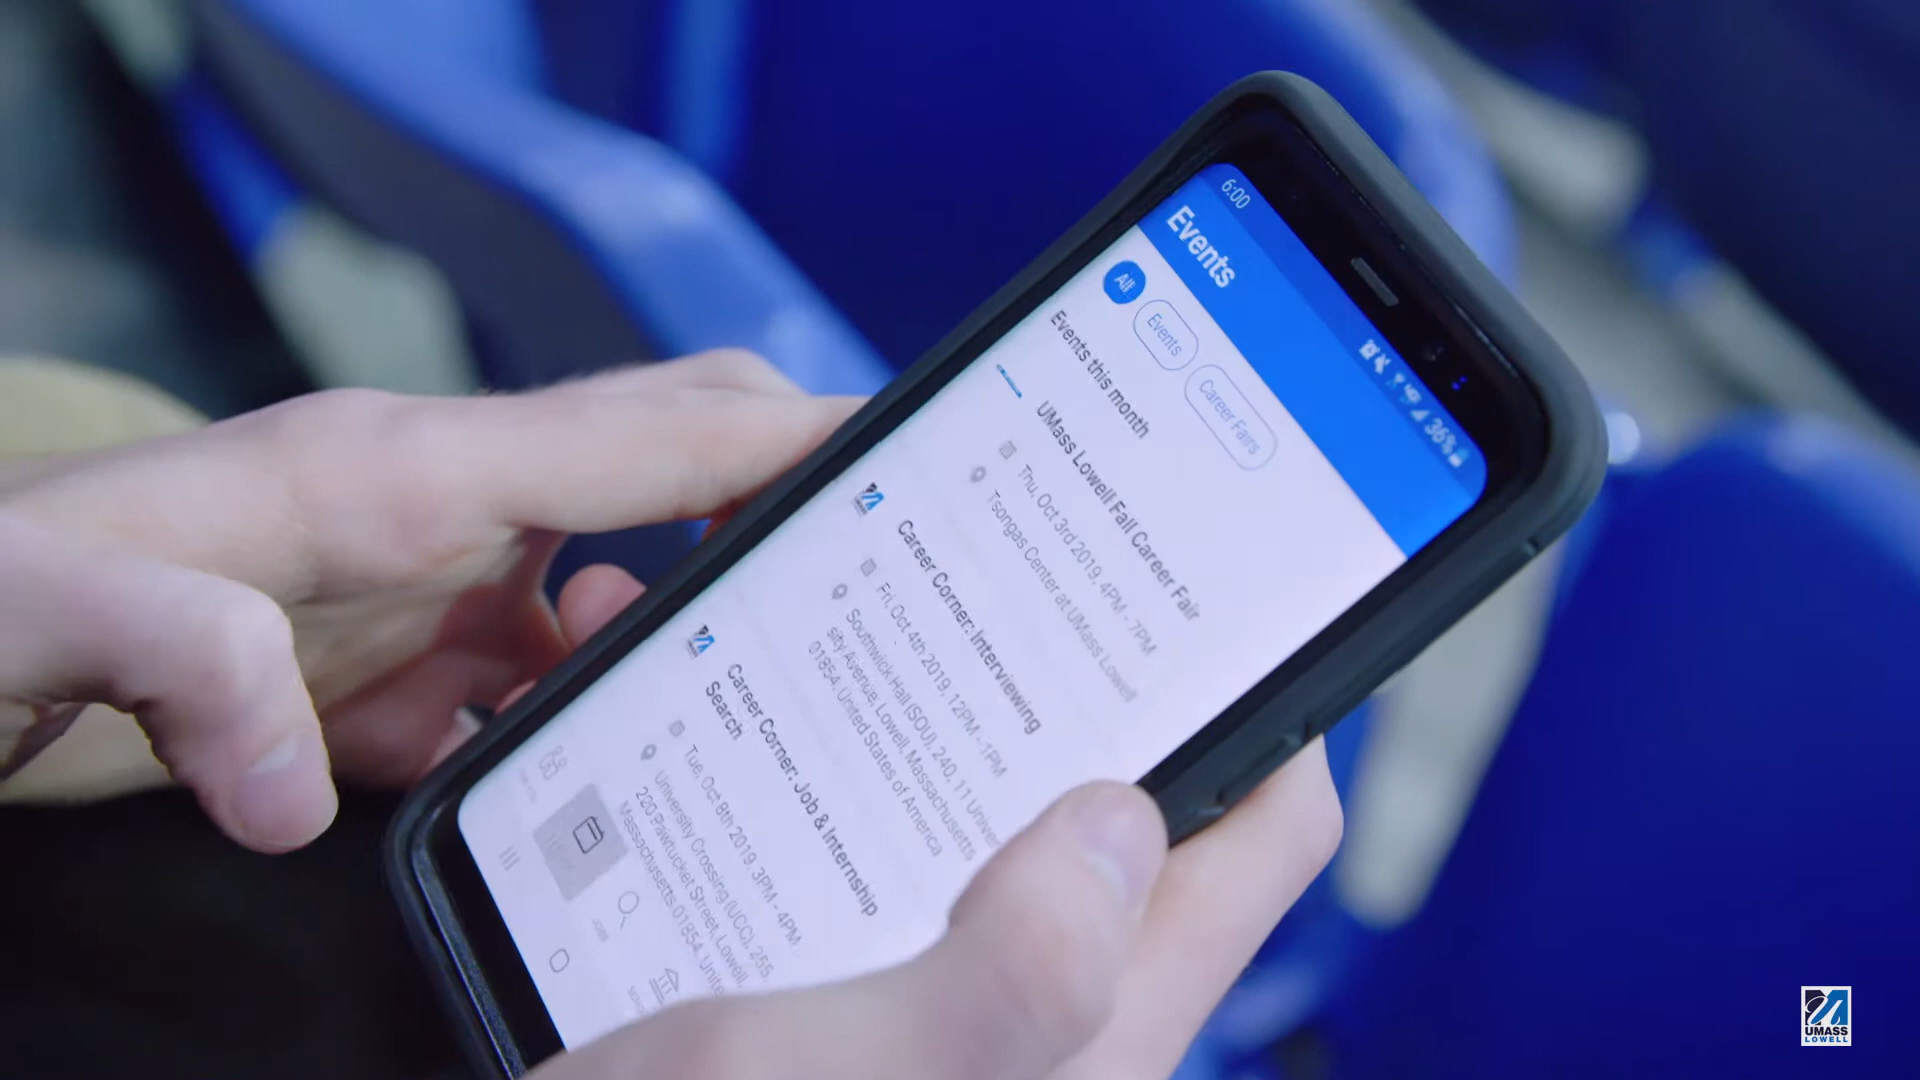 6:00
36%
Events
All
Events
Career Fairs
Events this month
UMass Lowell Fall Career Fair
Thu, Oct 3rd 2019, 4PM - 7PM
Tsongas Center at UMass Lowell
Career Corner: Interviewing
Fri, Oct 4th 2019, 12PM - 1PM
Southwick Hall (SOU), 240, 11 Univer
sity Avenue, Lowell, Massachusetts
01854, United States of America
Career Corner: Job & Internship
Search
Tue, Oct 8th 2019, 3PM - 4PM
University Crossing (UCC), 255,
220 Pawtucket Street, Lowell,
Massachusetts 01854, Unite
UMASS
LOWELL